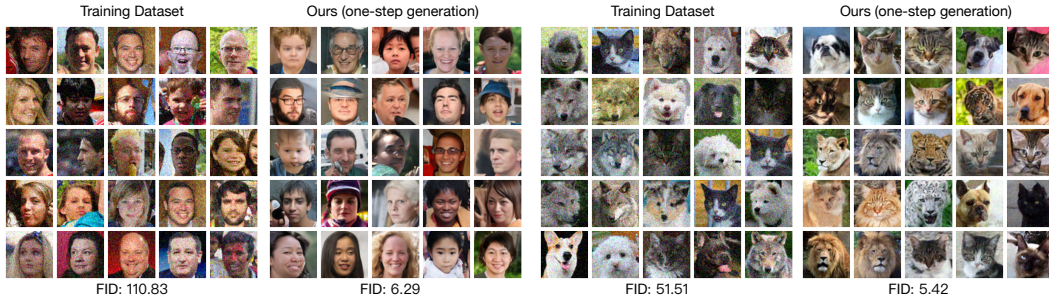 Training Dataset
Ours (one-step generation)
Training Dataset
Ours (one-step generation)
FID: 110.83
FID: 6.29
FID: 51.51
FID: 5.42